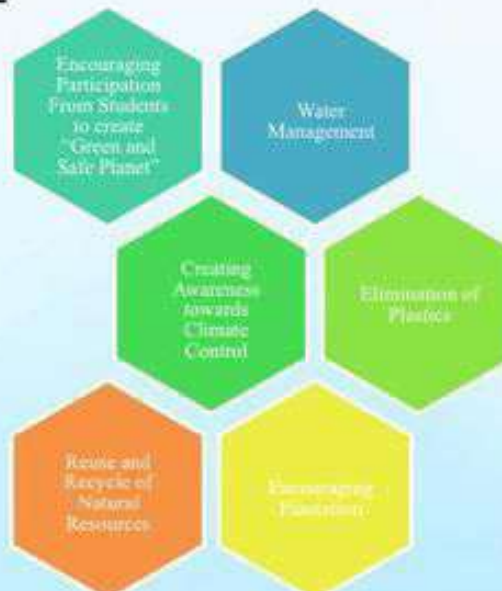 Encouraging
Participation
From Students
to create
"Green and
Safe Planet"
Water
Management
Creating
Awareness
towards
Climate
Control
Elimination of
Plastics
Reuse and
Recycle of
Natural
Resources
Encouraging
Plantation